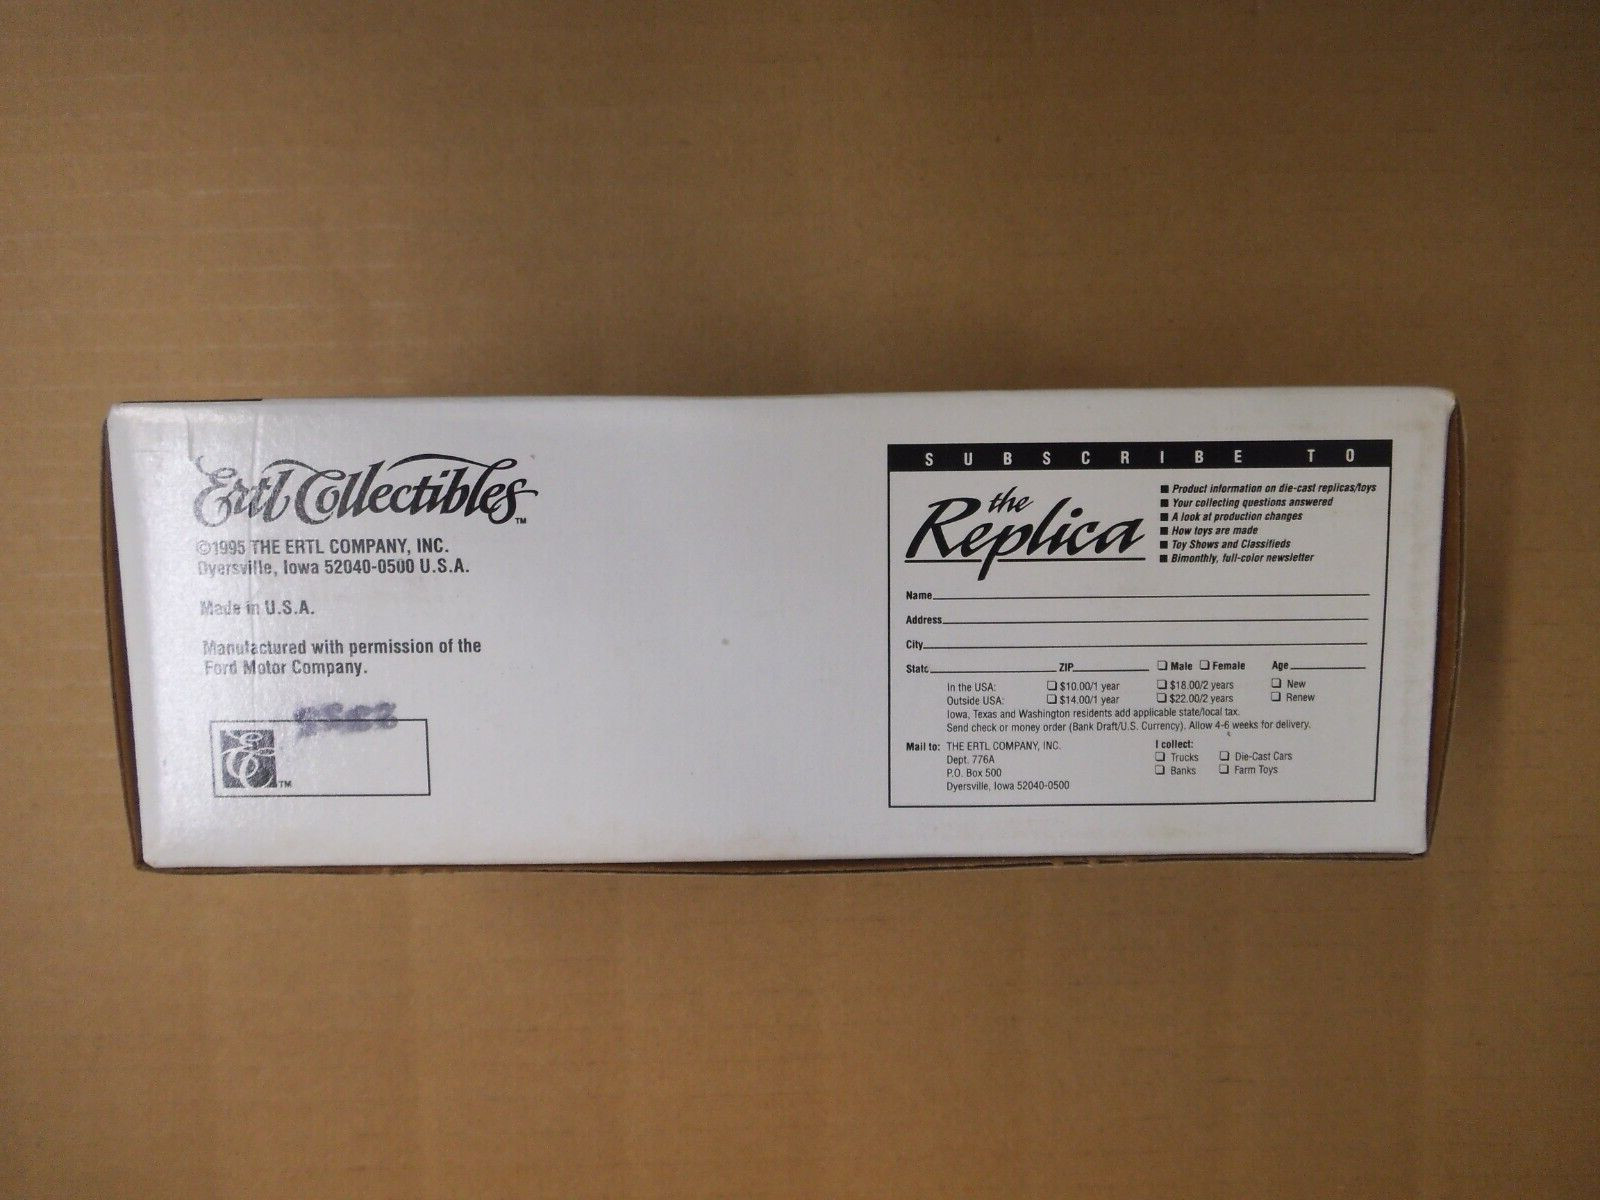 Ertl Collectibles™
©1995 THE ERTL COMPANY, INC.
Dyersville, Iowa 52040-0500 U.S.A.
Made in U.S.A.
Manufactured with permission of the
Ford Motor Company.
TM
SUBSCRIBE TO
the
Replica
■ Product information on die-cast replicas/toys
■ Your collecting questions answered
■ A look at production changes
■ How toys are made
■ Toy Shows and Classifieds
■ Bimonthly, full-color newsletter
Name
Address
City
State ZIP ❏ Male ❏ Female Age
In the USA: ❏ $10.00/1 year ❏ $18.00/2 years ❏ New
Outside USA: ❏ $14.00/1 year ❏ $22.00/2 years ❏ Renew
Iowa, Texas and Washington residents add applicable state/local tax.
Send check or money order (Bank Draft/U.S. Currency). Allow 4-6 weeks for delivery.
Mail to: THE ERTL COMPANY, INC.
Dept. 776A
P.O. Box 500
Dyersville, Iowa 52040-0500
I collect:
❏ Trucks ❏ Die-Cast Cars
❏ Banks ❏ Farm Toys